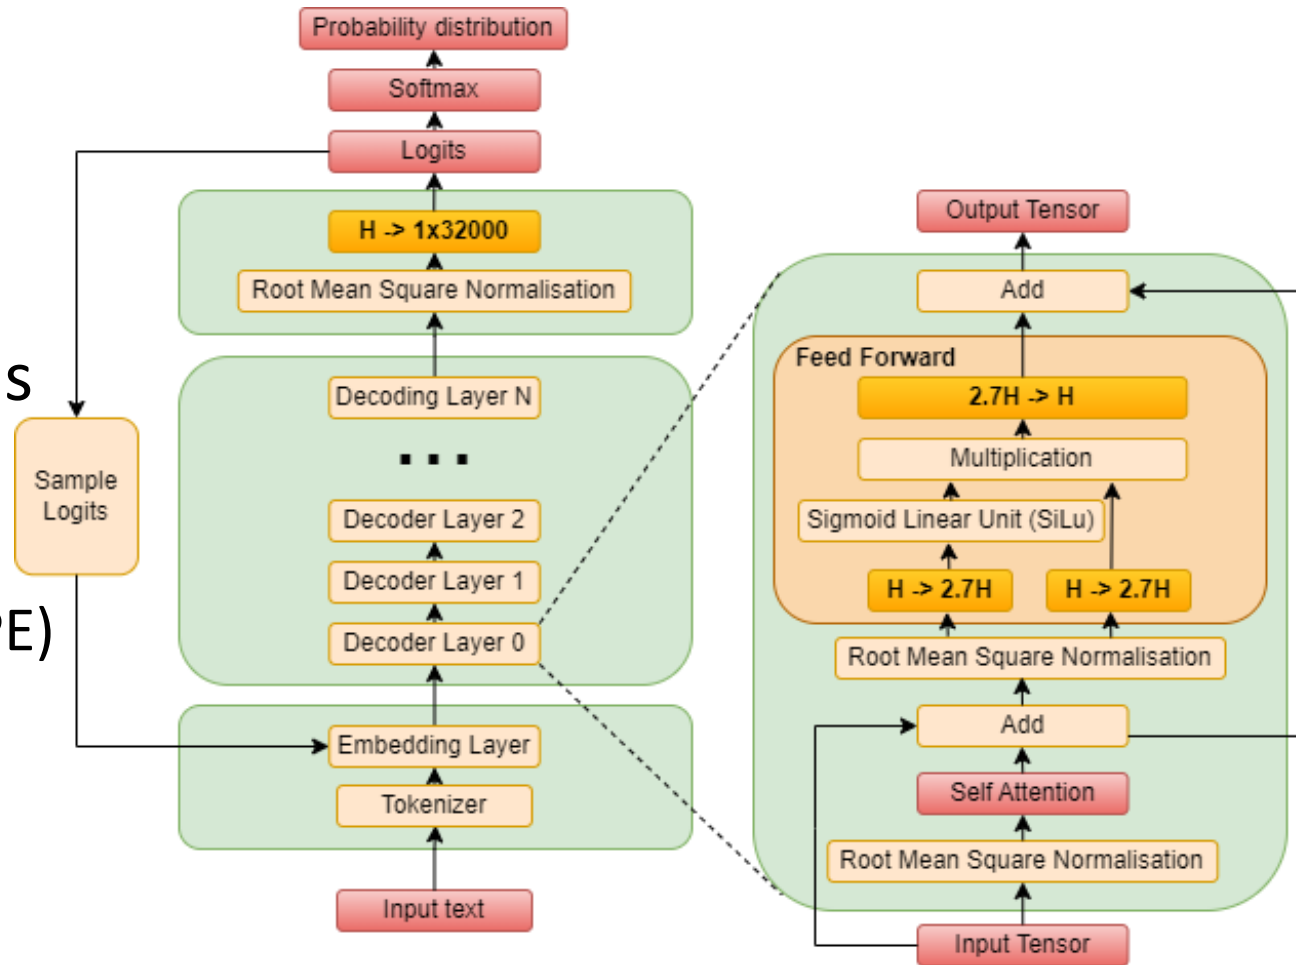 Probability distribution
Softmax
Logits
H -> 1x32000
Root Mean Square Normalisation
Decoding Layer N
...
Decoder Layer 2
Decoder Layer 1
Decoder Layer 0
Embedding Layer
Tokenizer
Input text
s
Sample
Logits
PE)
Output Tensor
Add
Feed Forward
2.7H -> H
Multiplication
Sigmoid Linear Unit (SiLu)
H -> 2.7H
H -> 2.7H
Root Mean Square Normalisation
Add
Self Attention
Root Mean Square Normalisation
Input Tensor